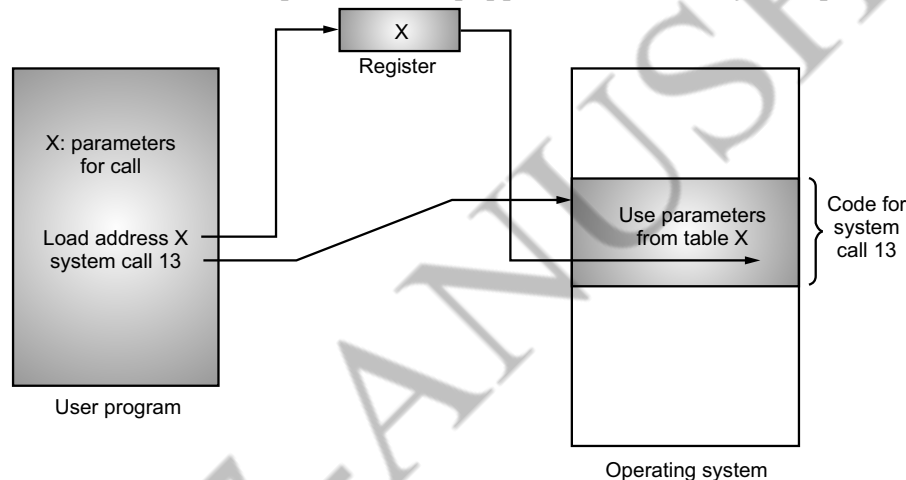 X
Register
X: parameters
for call
Load address X
system call 13
User program
Use parameters
from table X
Code for
system
call 13
Operating system